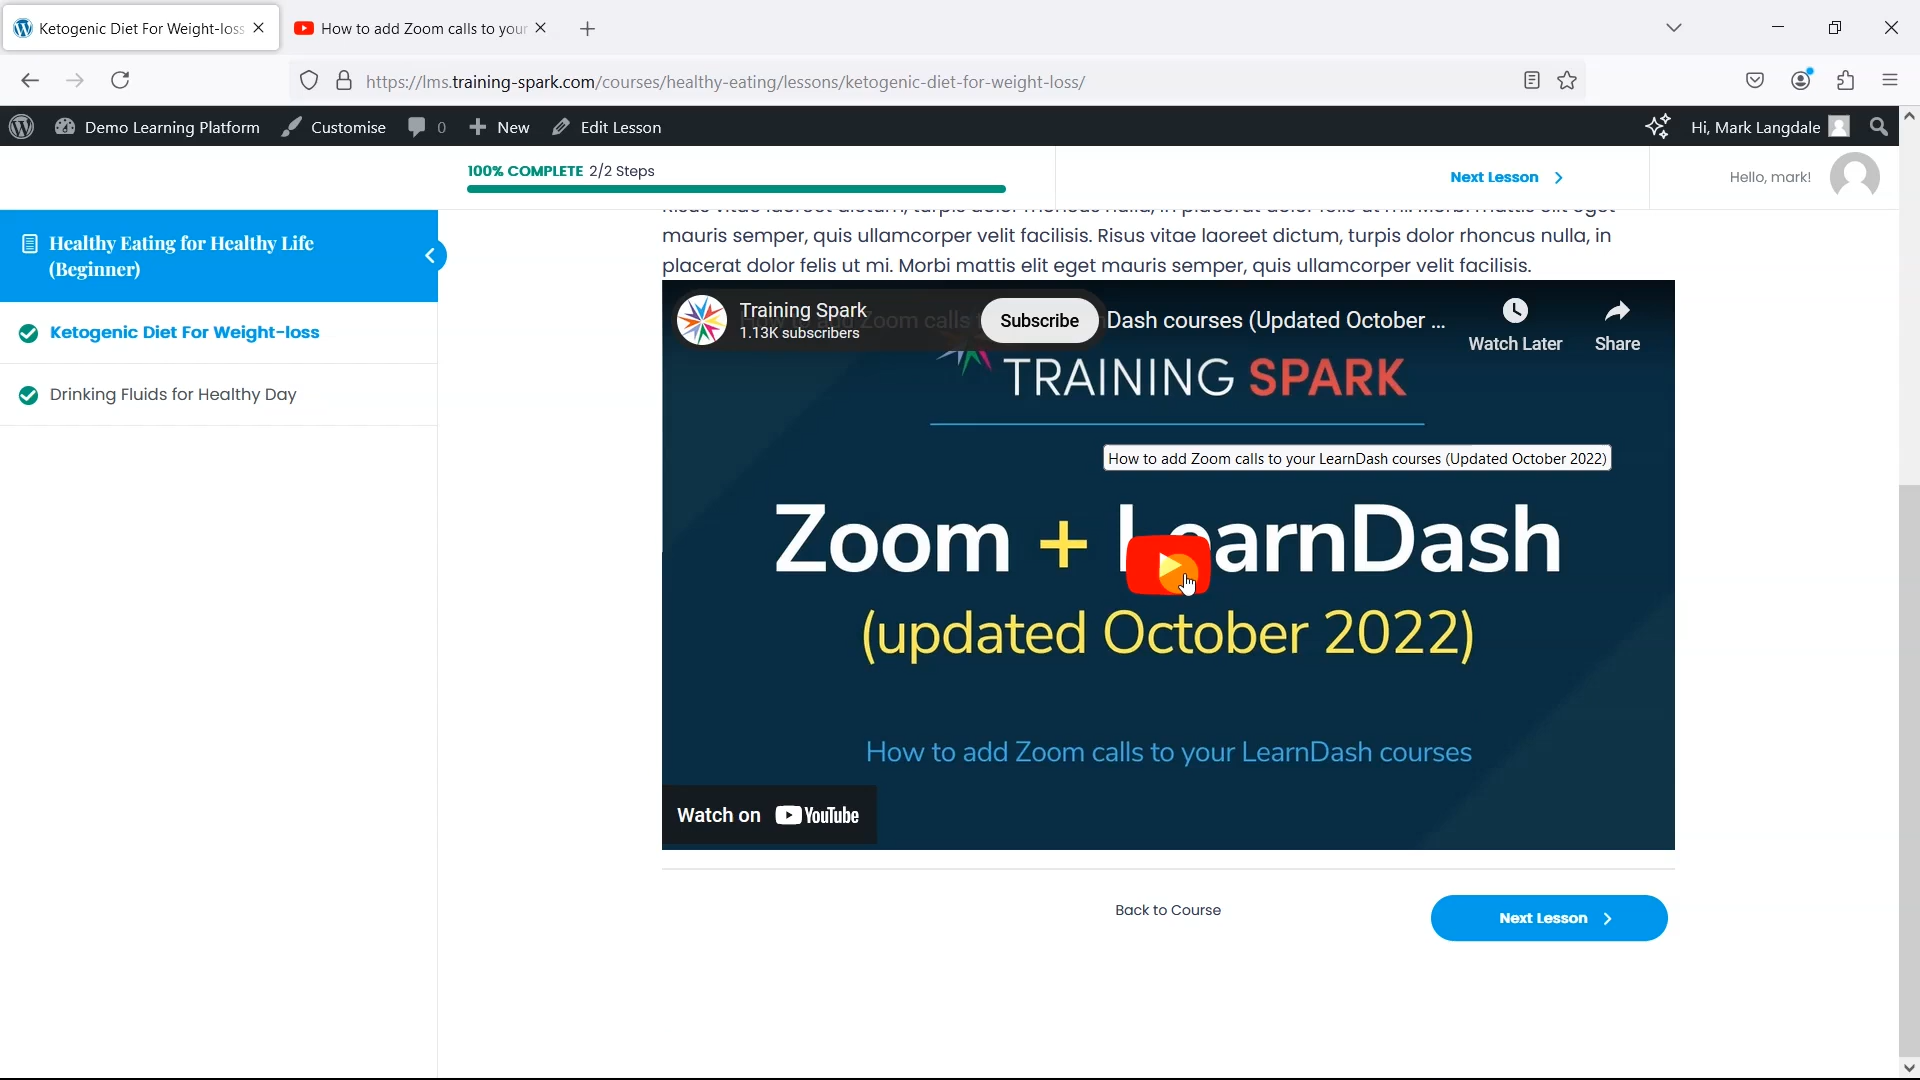 Ketogenic Diet For Weight-loss
How to add Zoom calls to your
https://lms.training-spark.com/courses/healthy-eating/lessons/ketogenic-diet-for-weight-loss/
Demo Learning Platform Customise 0 New Edit Lesson Hi, Mark Langdale
100% COMPLETE 2/2 Steps
Next Lesson
Hello, mark!
Healthy Eating for Healthy Life
(Beginner)
Ketogenic Diet For Weight-loss
Drinking Fluids for Healthy Day
mauris semper, quis ullamcorper velit facilisis. Risus vitae laoreet dictum, turpis dolor rhoncus nulla, in
placerat dolor felis ut mi. Morbi mattis elit eget mauris semper, quis ullamcorper velit facilisis.
Training Spark
1.13K subscribers
Subscribe
Dash courses (Updated October ...
Watch Later
Share
TRAINING SPARK
How to add Zoom calls to your LearnDash courses (Updated October 2022)
Zoom + LearnDash
(updated October 2022)
How to add Zoom calls to your LearnDash courses
Watch on YouTube
Back to Course
Next Lesson